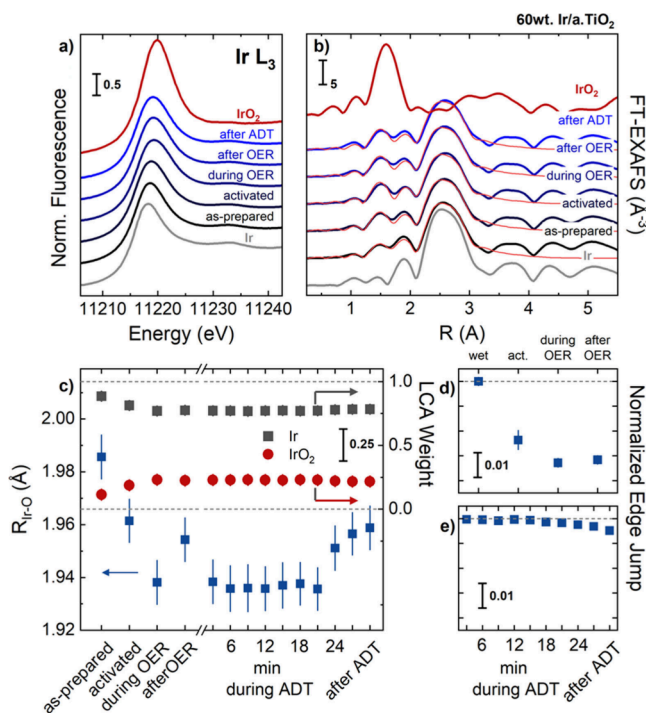 60wt. Ir/a.TiO2
a)
Ir L3
0.5
IrO2
after ADT
after OER
during OER
activated
as-prepared
Ir
Norm. Fluorescence
11210 11220 11230 11240
Energy (eV)
b)
5
IrO2
after ADT
after OER
during OER
activated
as-prepared
Ir
FT-EXAFS (A-3)
1 2 3 4 5
R (A)
c)
2.00
1.98
1.97
1.96
1.94
1.92
RIr-O (Å)
Ir
IrO2
0.25
1.0
0.5
0.0
LCA Weight
as-prepared
activated
during OER
afterOER
6 12 18 24
min
during ADT
after ADT
wet
act.
during OER
after OER
d)
0.01
e)
0.01
Normalized Edge Jump
6 12 18 24
min
during ADT
after ADT